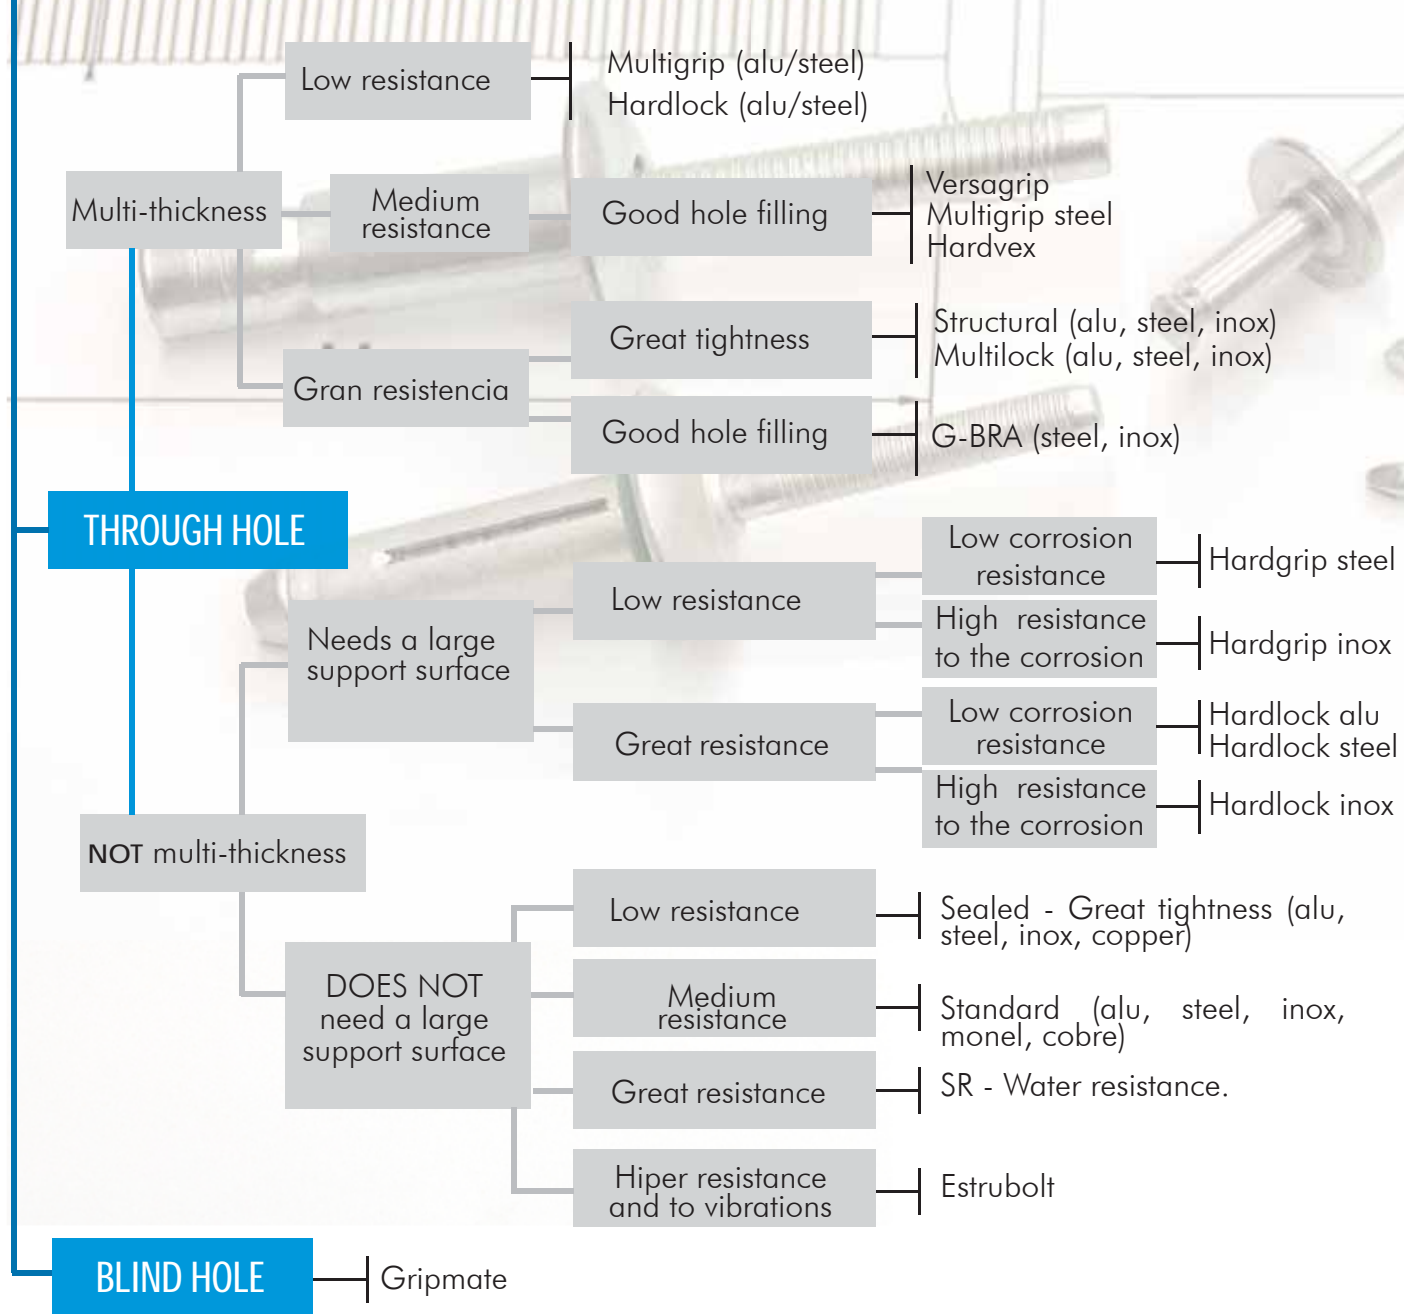 Low resistance
Multigrip (alu/steel)
Hardlock (alu/steel)
Multi-thickness
Medium
resistance
Good hole filling
Versagrip
Multigrip steel
Hardvex
Great tightness
Structural (alu, steel, inox)
Multilock (alu, steel, inox)
Gran resistencia
Good hole filling
G-BRA (steel, inox)
THROUGH HOLE
Needs a large
support surface
Low resistance
Low corrosion
resistance
Hardgrip steel
High resistance
to the corrosion
Hardgrip inox
Great resistance
Low corrosion
resistance
Hardlock alu
Hardlock steel
High resistance
to the corrosion
Hardlock inox
NOT multi-thickness
DOES NOT
need a large
support surface
Low resistance
Sealed - Great tightness (alu,
steel, inox, copper)
Medium
resistance
Standard (alu, steel, inox,
monel, cobre)
Great resistance
SR - Water resistance.
Hiper resistance
and to vibrations
Estrubolt
BLIND HOLE
Gripmate